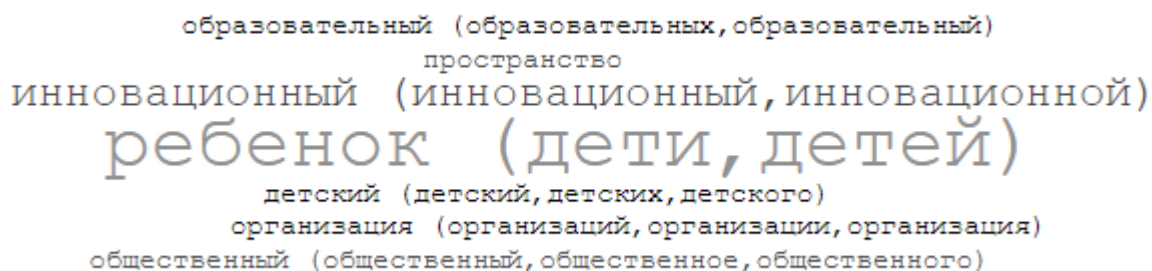 образовательный (образовательных,образовательный)
пространство
инновационный (инновационный,инновационной)
ребенок (дети,детей)
детский (детский,детских,детского)
организация (организаций,организации,организация)
общественный (общественный,общественное,общественного)